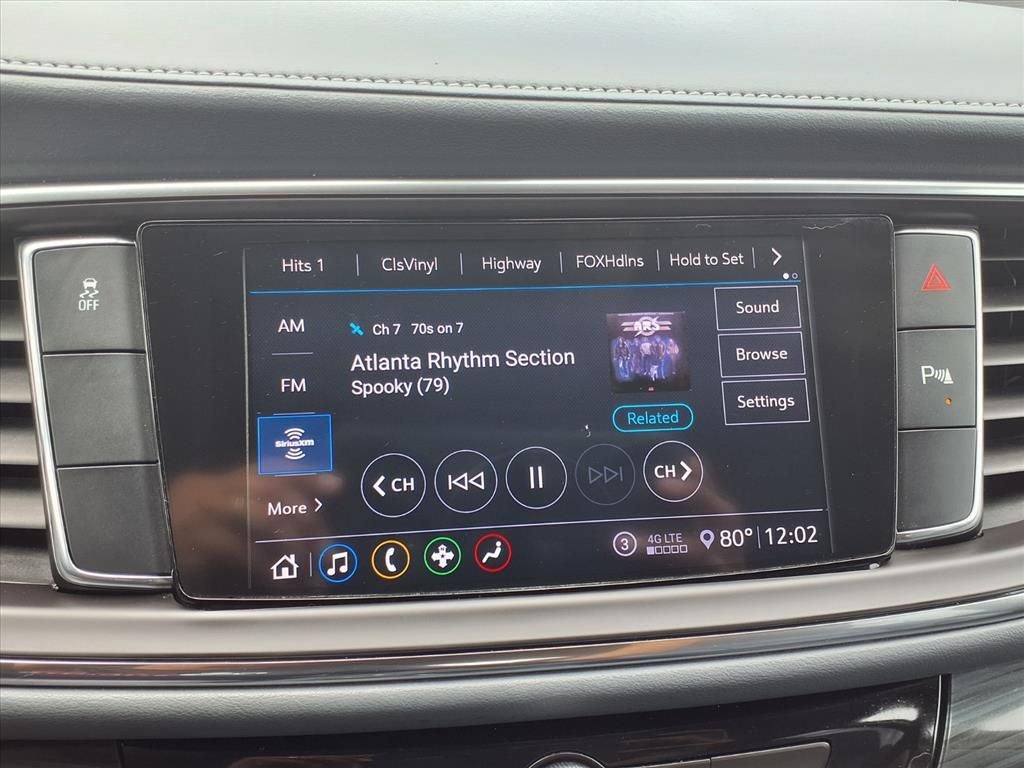 Hits 1
ClsVinyl
Highway
FOXHdlns
Hold to Set
OFF
AM
Ch 7 70s on 7
ARS
Sound
Atlanta Rhythm Section
Browse
FM
Spooky (79)
P
Settings
Related
SiriusXM
CH
CH
More
3
4G LTE
80°
12:02